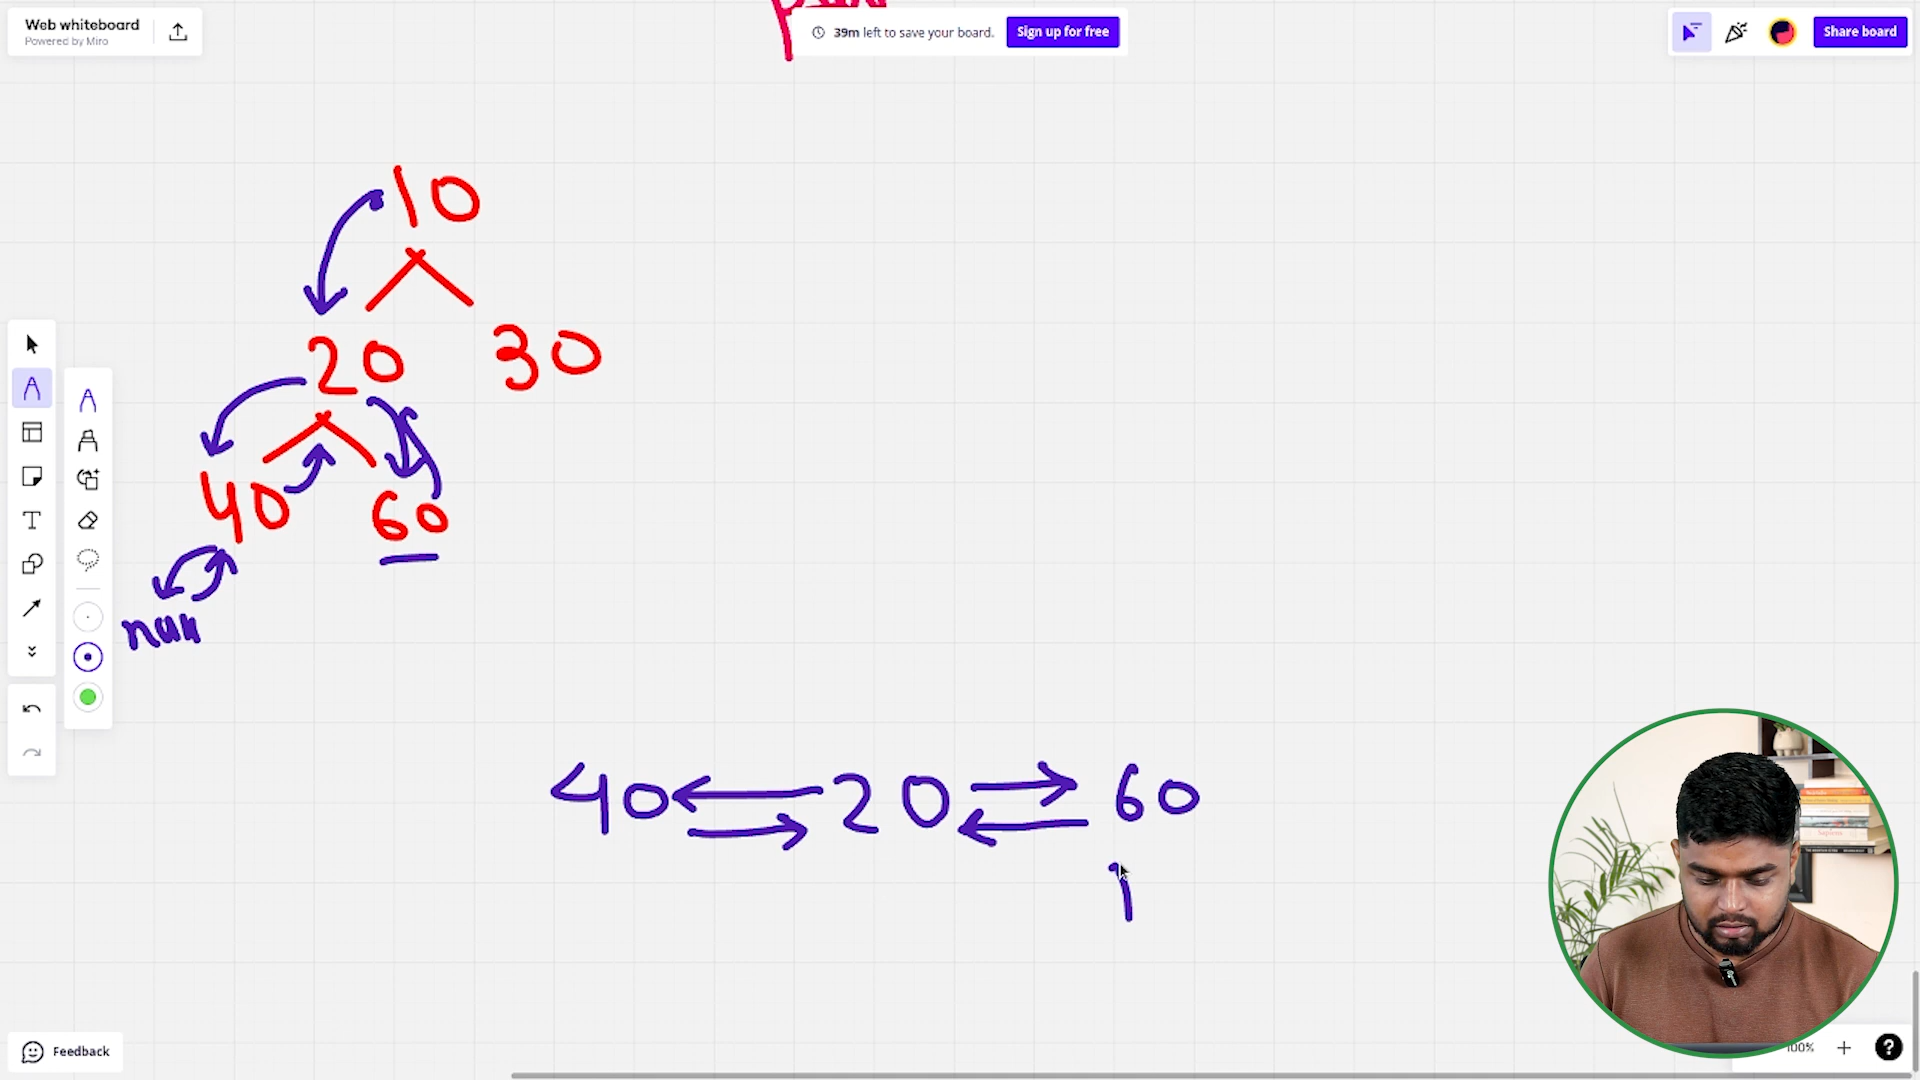 Web whiteboard
Powered by Miro
39m left to save your board.
Sign up for free
Share board
10
20 30
40 60
null
40 20 60
Feedback
100%